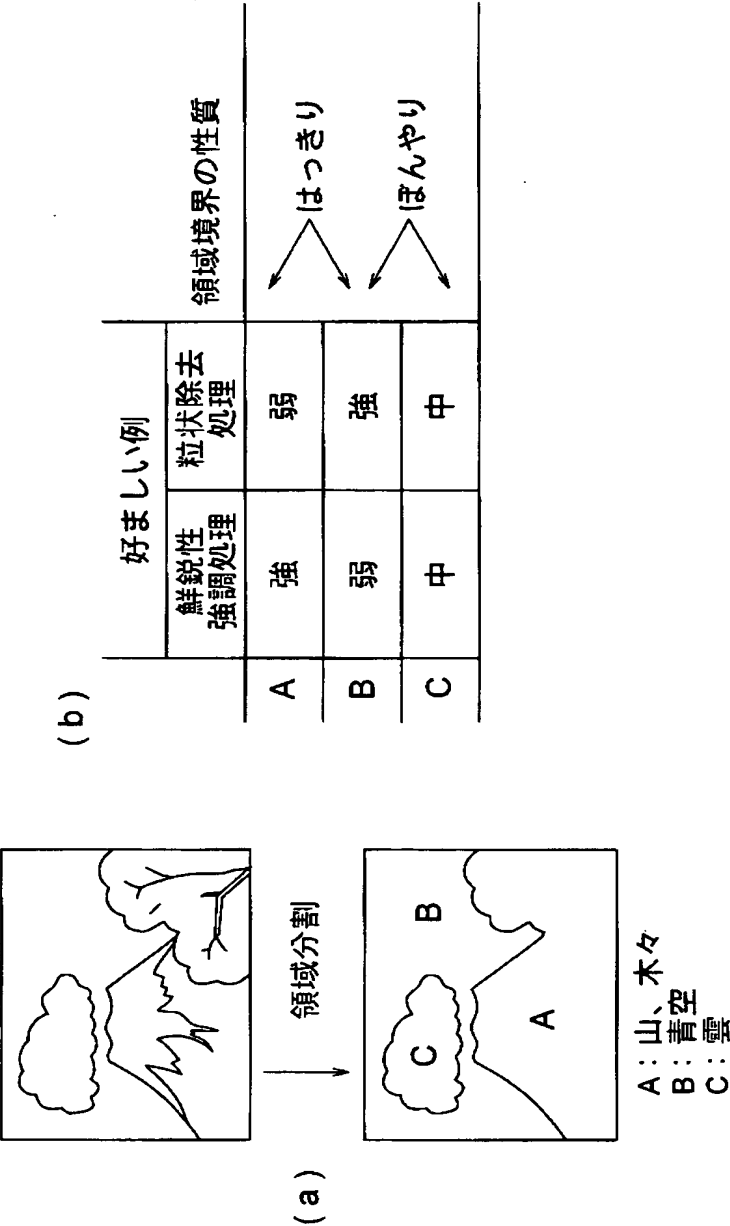 (a)
領域分割
C
B
A
A：山、木々
B：青空
C：雲
(b)
好ましい例
鮮鋭性
強調処理
粒状除去
処理
領域境界の性質
A 強 弱
はっきり
B 弱 強
ぼんやり
C 中 中